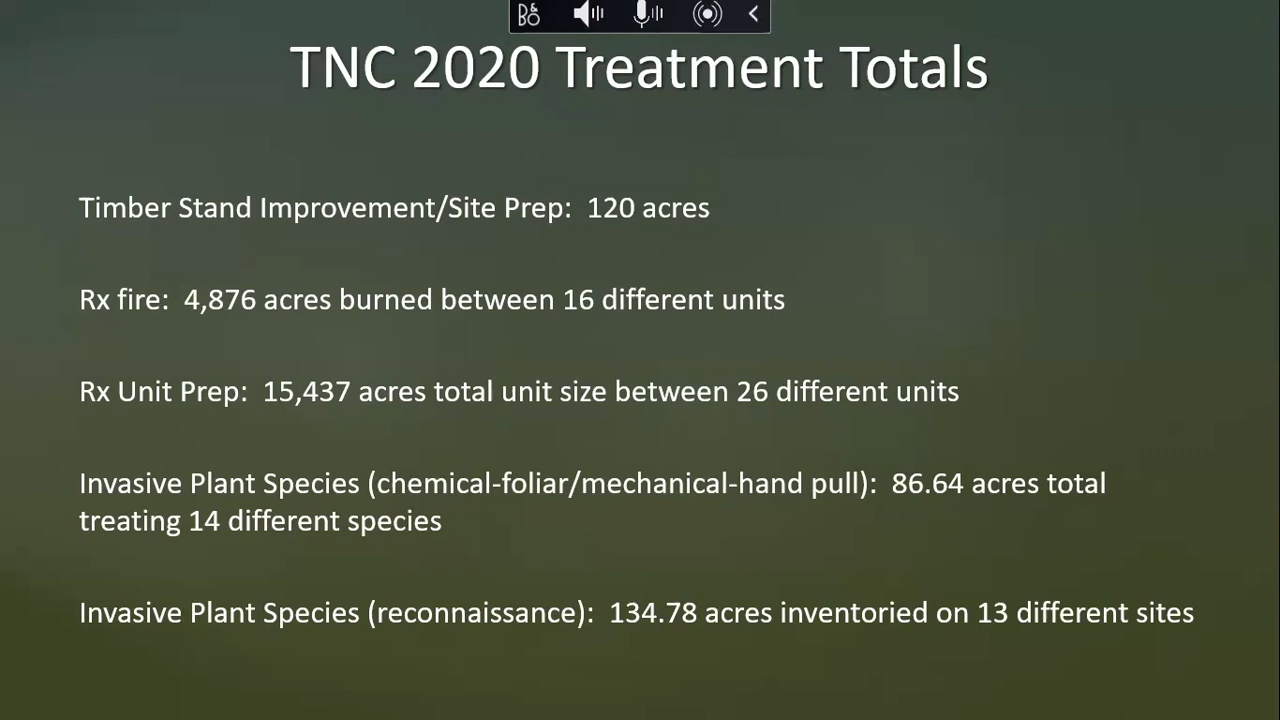 B&O
TNC 2020 Treatment Totals
Timber Stand Improvement/Site Prep:  120 acres
Rx fire:  4,876 acres burned between 16 different units
Rx Unit Prep:  15,437 acres total unit size between 26 different units
Invasive Plant Species (chemical-foliar/mechanical-hand pull):  86.64 acres total
treating 14 different species
Invasive Plant Species (reconnaissance):  134.78 acres inventoried on 13 different sites